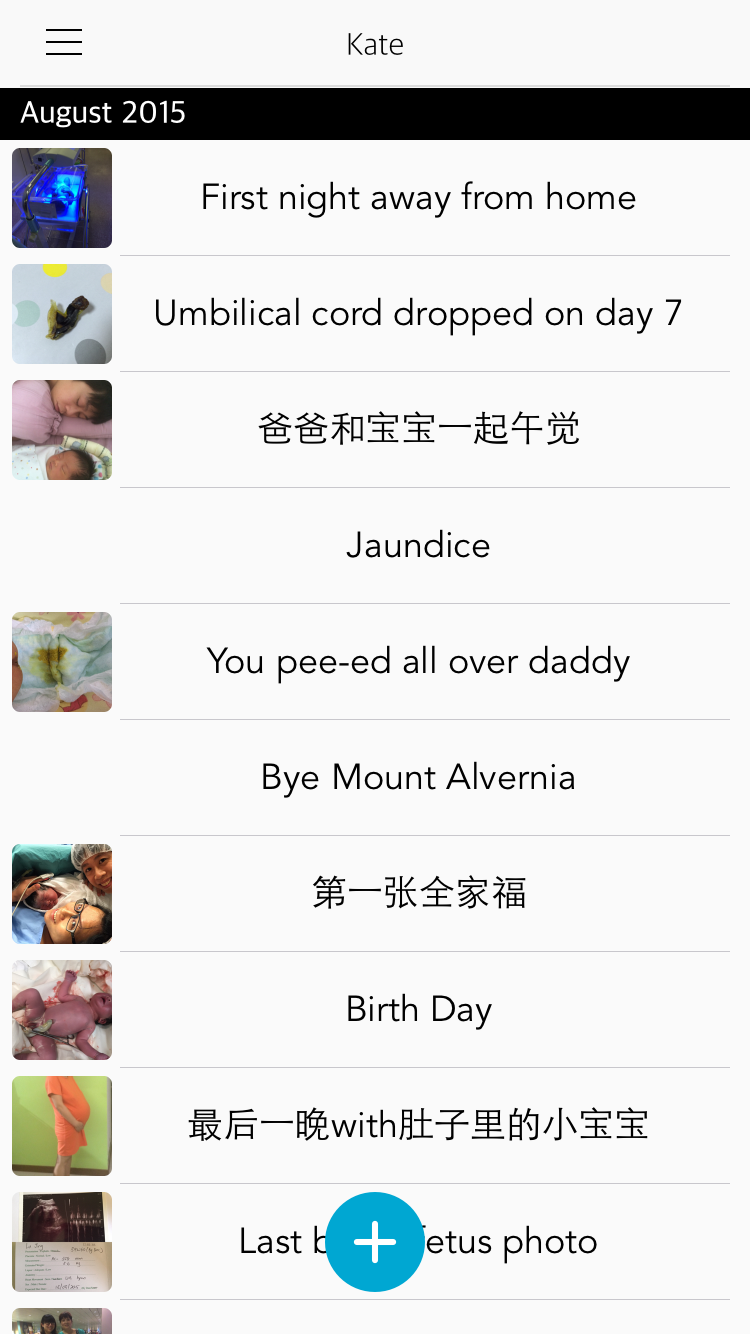 Kate
August 2015
First night away from home
Umbilical cord dropped on day 7
爸爸和宝宝一起午觉
Jaundice
You pee-ed all over daddy
Bye Mount Alvernia
第一张全家福
Birth Day
最后一晚with肚子里的小宝宝
Last photo